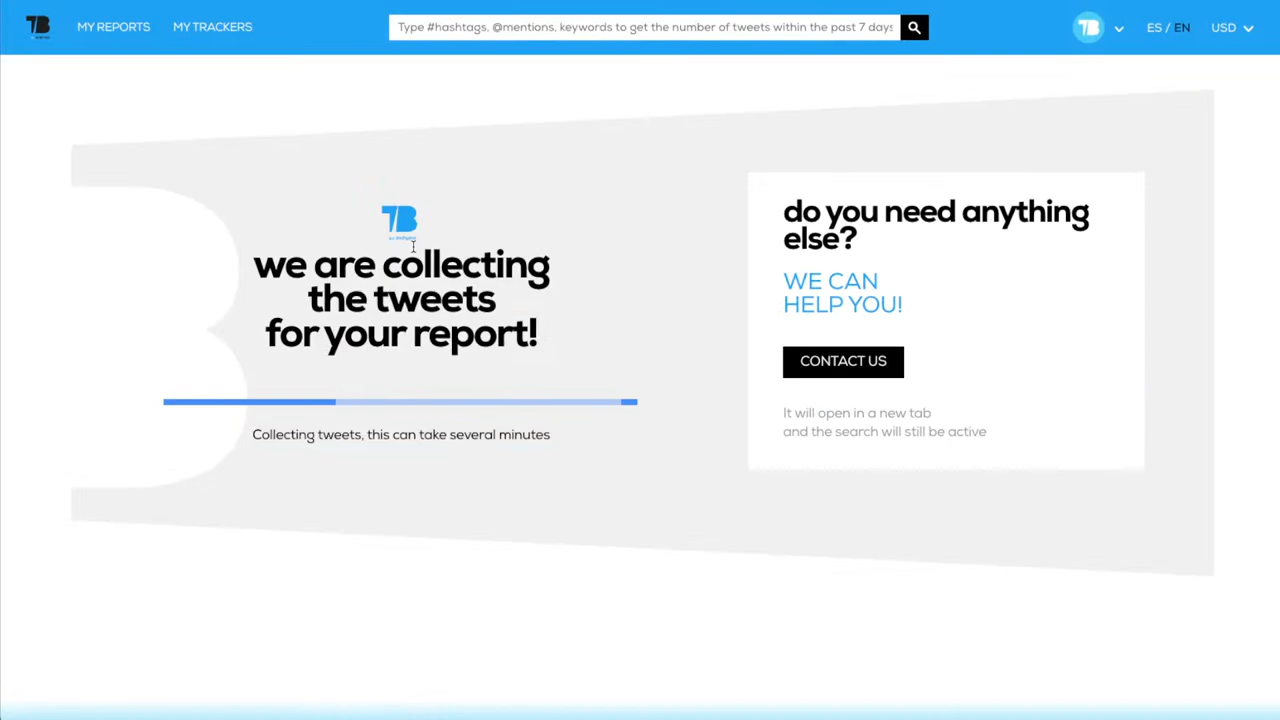 TB MY REPORTS MY TRACKERS Type #hashtags, @mentions, keywords to get the number of tweets within the past 7 days TB ES / EN USD
TB
we are collecting
the tweets
for your report!
Collecting tweets, this can take several minutes
do you need anything
else?
WE CAN
HELP YOU!
CONTACT US
It will open in a new tab
and the search will still be active